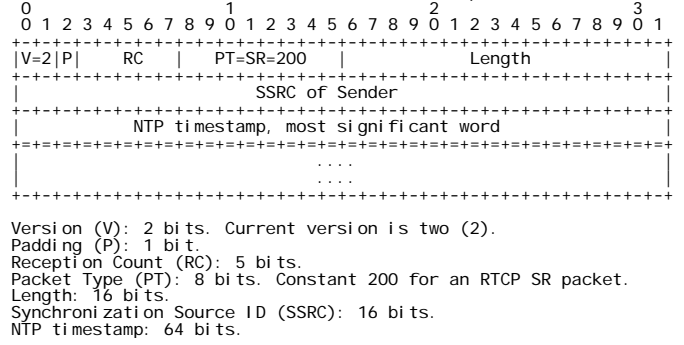 0                   1                   2                   3
0 1 2 3 4 5 6 7 8 9 0 1 2 3 4 5 6 7 8 9 0 1 2 3 4 5 6 7 8 9 0 1
+-+-+-+-+-+-+-+-+-+-+-+-+-+-+-+-+-+-+-+-+-+-+-+-+-+-+-+-+-+-+-+-+
|V=2|P|    RC   |   PT=SR=200   |            Length             |
+-+-+-+-+-+-+-+-+-+-+-+-+-+-+-+-+-+-+-+-+-+-+-+-+-+-+-+-+-+-+-+-+
|                       SSRC of Sender                          |
+-+-+-+-+-+-+-+-+-+-+-+-+-+-+-+-+-+-+-+-+-+-+-+-+-+-+-+-+-+-+-+-+
|           NTP timestamp, most significant word                |
+=+=+=+=+=+=+=+=+=+=+=+=+=+=+=+=+=+=+=+=+=+=+=+=+=+=+=+=+=+=+=+=+
|                             ....                              |
|                             ....                              |
+-+-+-+-+-+-+-+-+-+-+-+-+-+-+-+-+-+-+-+-+-+-+-+-+-+-+-+-+-+-+-+-+
Version (V): 2 bits. Current version is two (2).
Padding (P): 1 bit.
Reception Count (RC): 5 bits.
Packet Type (PT): 8 bits. Constant 200 for an RTCP SR packet.
Length: 16 bits.
Synchronization Source ID (SSRC): 16 bits.
NTP timestamp: 64 bits.